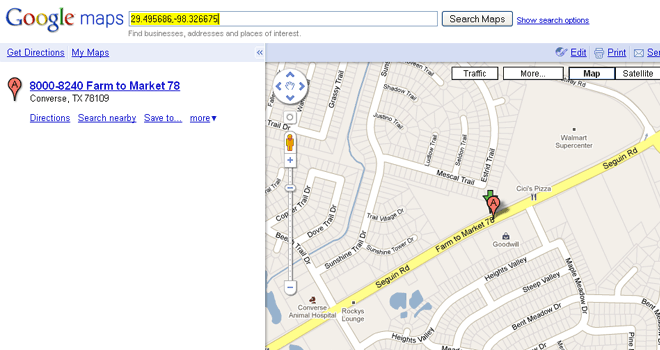 Google maps
29.495686,-98.326675
Search Maps
Show search options
Find businesses, addresses and places of interest.
Get Directions
My Maps
«
Edit
Print
A
8000-8240 Farm to Market 78
Converse, TX 78109
Directions
Search nearby
Save to...
more▼
Traffic
More...
Map
Satellite
Grassy Trail
Shadow Trail
Justino Trail
Ludlow Trail
Seldon Trail
Estrid Trail
Mescal Trail
Walmart
Supercenter
Seguin Rd
Cici's Pizza
A
Farm to Market 78
Goodwill
Trail Dr
Copper Trail Dr
Dove Trail Dr
Trail Village Dr
Sunshine Tower Dr
Sunshine Trail Dr
Seguin Rd
Heights Valley
Steep Valley
Maple Meadow Dr
Bent Meadow Dr
Heights Valley
Converse
Animal Hospital
Rockys
Lounge